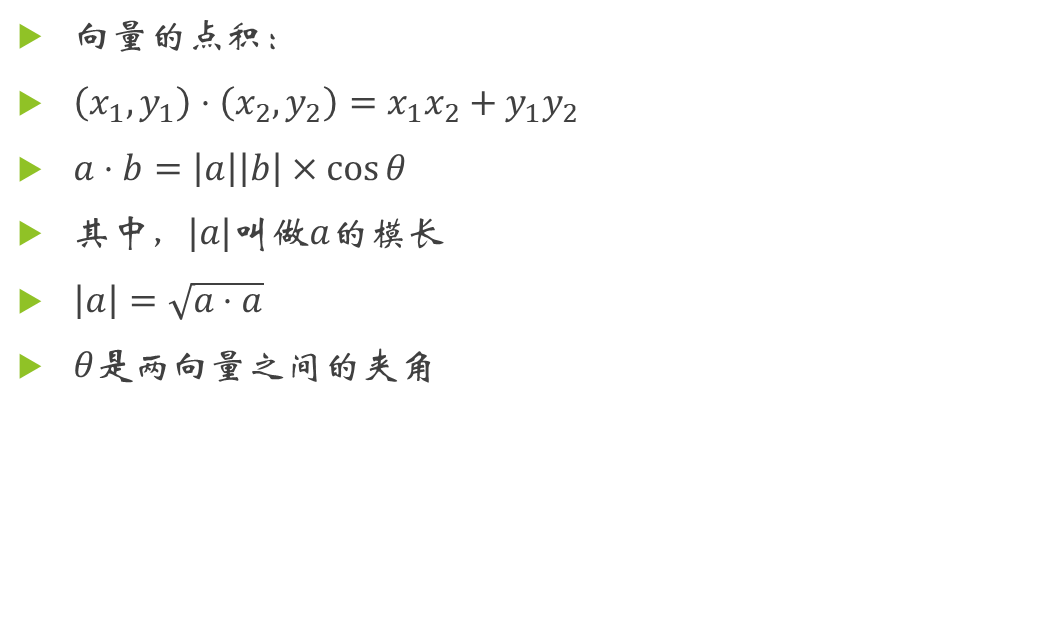 向量的点积：
(x₁, y₁) · (x₂, y₂) = x₁x₂ + y₁y₂
a · b = |a||b| × cos θ
其中，|a|叫做a的模长
|a| = √(a · a)
θ是两向量之间的夹角